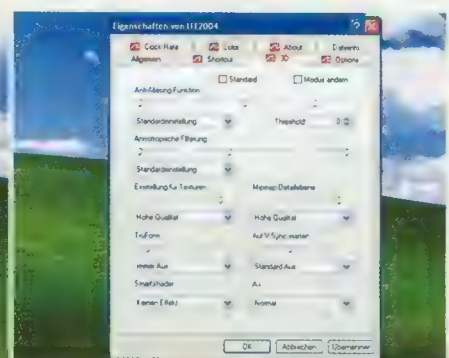 Eigenschaften von UT2004
Clock Rate Color About Dateiinfo
Allgemein Shortcut 3D Options
Standard Modus ändern
Anti-Aliasing Funktion
Standardeinstellung Threshold 0
Anisotropische Filterung
Standardeinstellung
Einstellung für Texturen Mipmap Detailebene
Hohe Qualität Hohe Qualität
TruForm Auf V-Sync warten
Immer Aus Standard Aus
Smartshader
Keinen Effekt Normal
OK Abbrechen Übernehmen